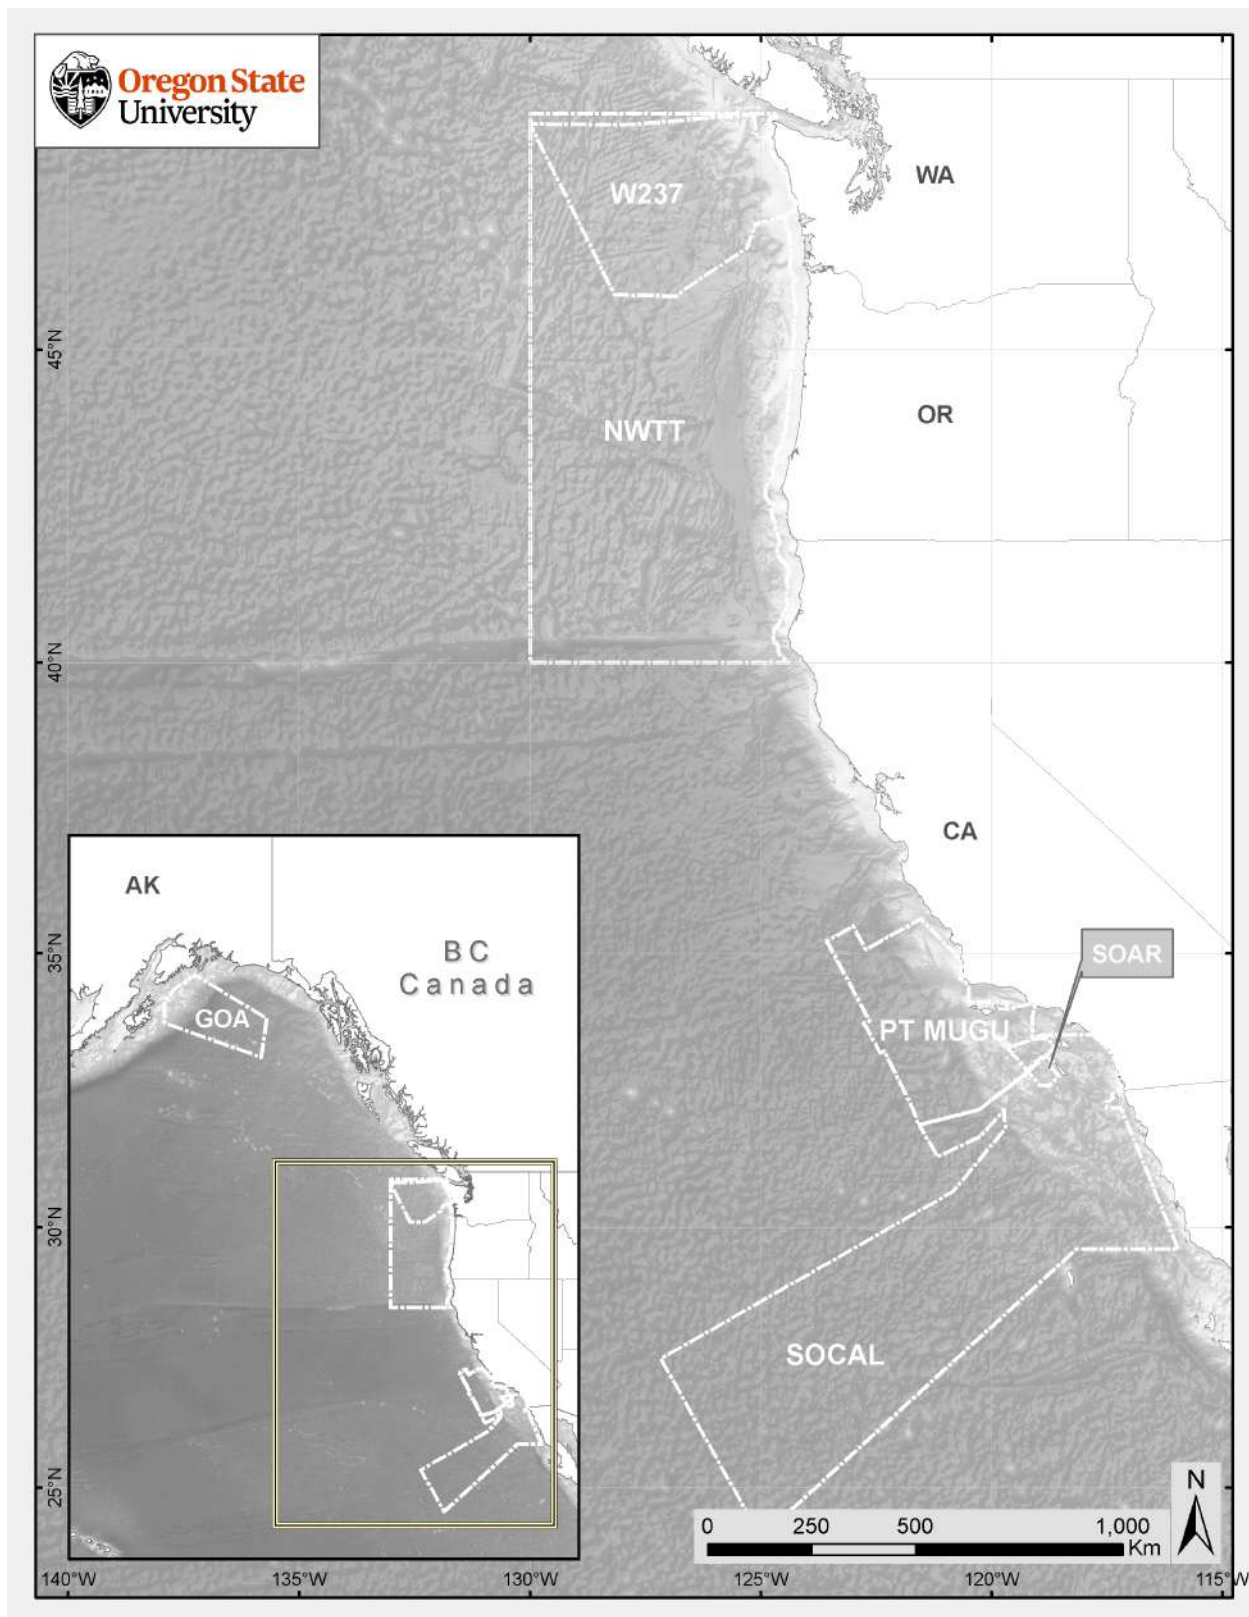 Oregon State
University
WA
W237
45°N
NWTT
OR
40°N
CA
AK
BC
Canada
35°N
SOAR
GOA
PT MUGU
30°N
SOCAL
25°N
N
0 250 500 1,000
Km
140°W 135°W 130°W 125°W 120°W 115°W